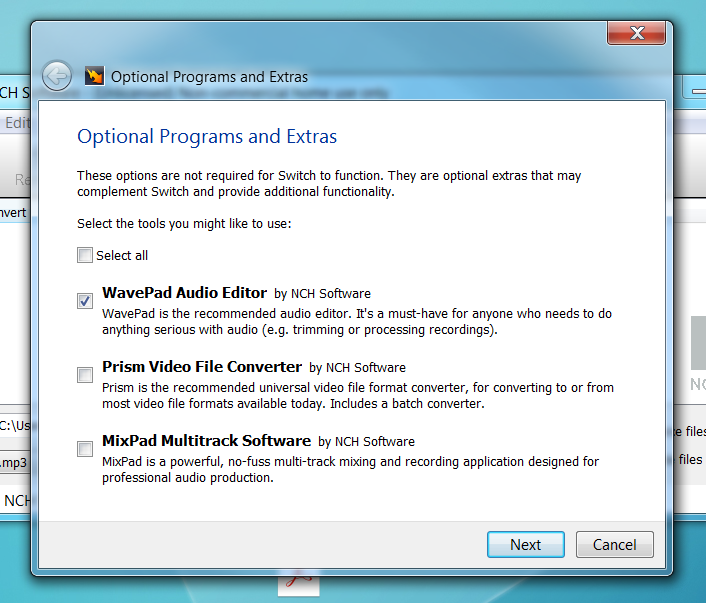 Optional Programs and Extras
NCH S
Edit
Re
nvert
Optional Programs and Extras
These options are not required for Switch to function. They are optional extras that may
complement Switch and provide additional functionality.
Select the tools you might like to use:
Select all
WavePad Audio Editor by NCH Software
WavePad is the recommended audio editor. It's a must-have for anyone who needs to do
anything serious with audio (e.g. trimming or processing recordings).
Prism Video File Converter by NCH Software
Prism is the recommended universal video file format converter, for converting to or from
most video file formats available today. Includes a batch converter.
NC
C:\Us
e files
MixPad Multitrack Software by NCH Software
MixPad is a powerful, no-fuss multi-track mixing and recording application designed for
professional audio production.
.mp3
files
NCH
Next
Cancel